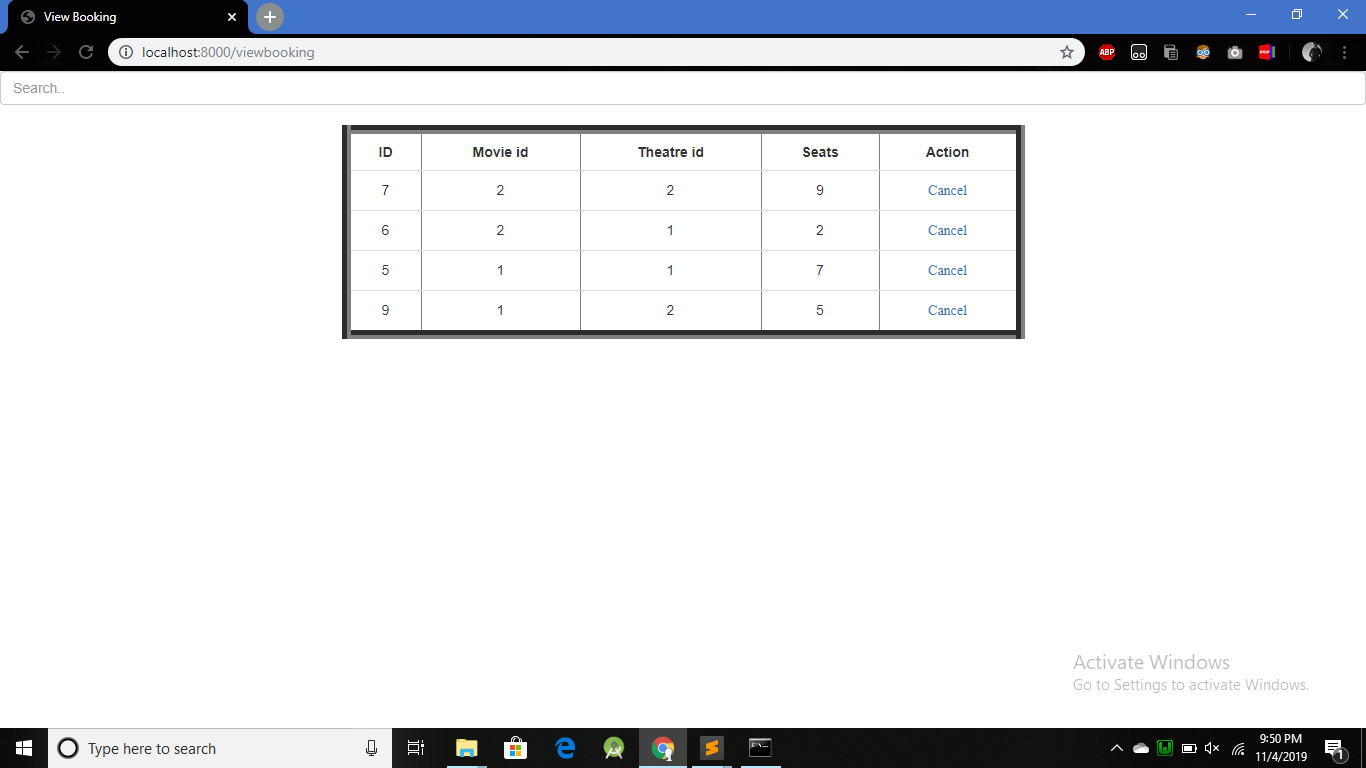 View Booking
localhost:8000/viewbooking
ABP
PDF
Search..
ID Movie id Theatre id Seats Action
7 2 2 9 Cancel
6 2 1 2 Cancel
5 1 1 7 Cancel
9 1 2 5 Cancel
Activate Windows
Go to Settings to activate Windows.
Type here to search
9:50 PM
11/4/2019
1